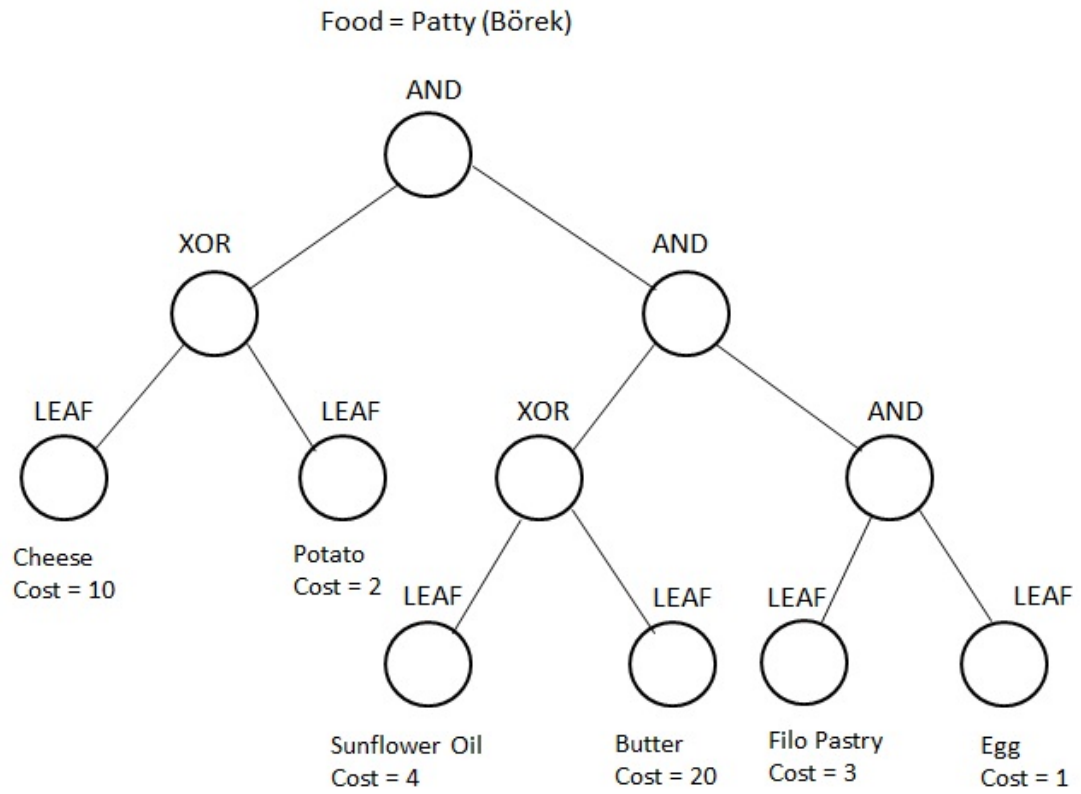 Food = Patty (Börek)
AND
XOR
AND
LEAF
LEAF
XOR
AND
Cheese
Cost = 10
Potato
Cost = 2
LEAF
LEAF
LEAF
LEAF
Sunflower Oil
Cost = 4
Butter
Cost = 20
Filo Pastry
Cost = 3
Egg
Cost = 1